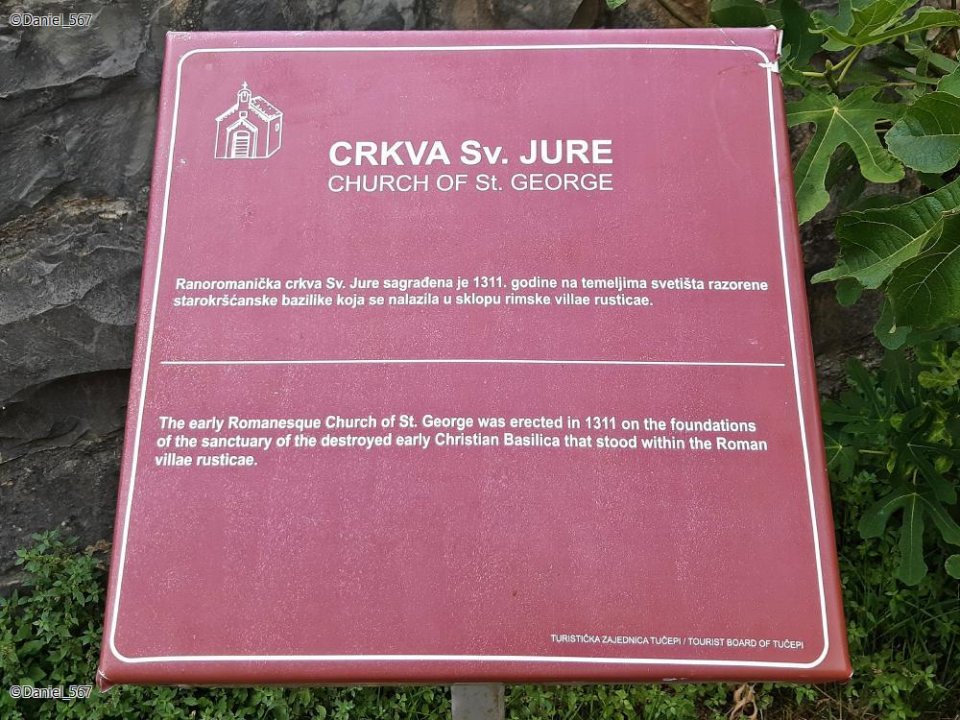 ©Daniel_567
©Daniel_567
CRKVA Sv. JURE
CHURCH OF St. GEORGE
Ranoromanička crkva Sv. Jure sagrađena je 1311. godine na temeljima svetišta razorene
starokršćanske bazilike koja se nalazila u sklopu rimske villae rusticae.
The early Romanesque Church of St. George was erected in 1311 on the foundations
of the sanctuary of the destroyed early Christian Basilica that stood within the Roman
villae rusticae.
TURISTIČKA ZAJEDNICA TUČEPI / TOURIST BOARD OF TUČEPI
©Daniel_567